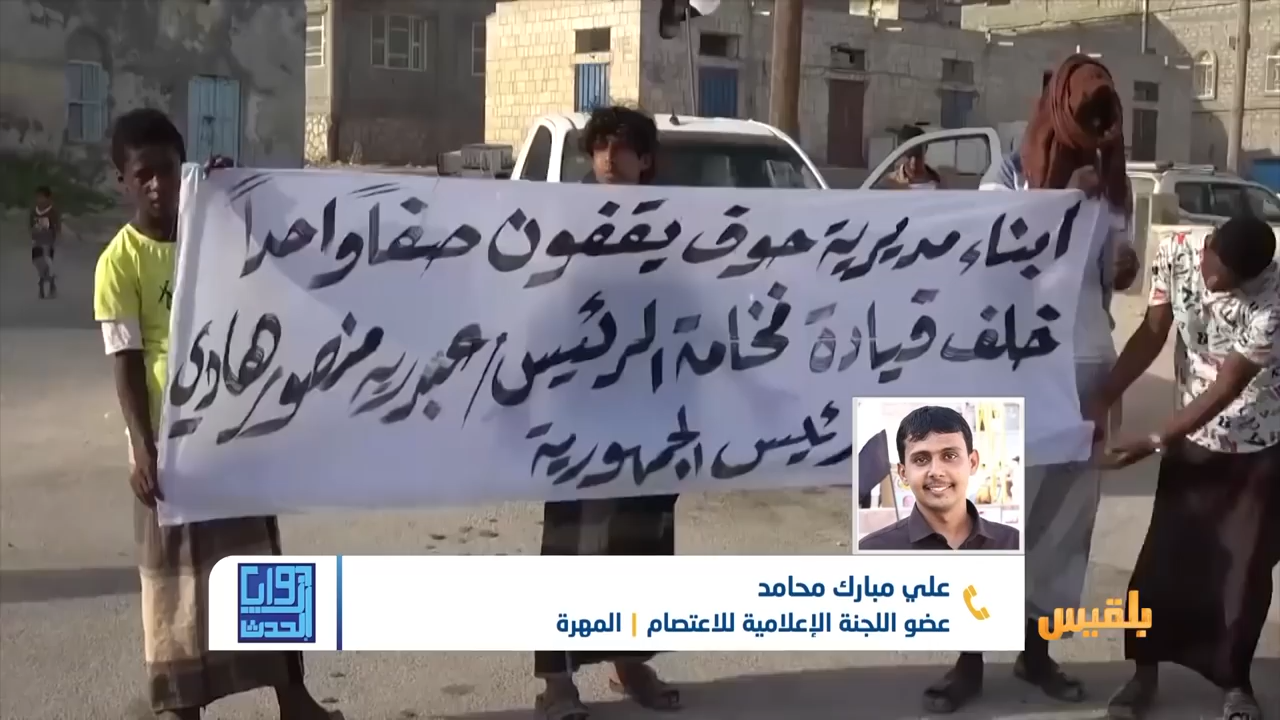 ابناء مديرية حوف يقفون صفاً واحداً
خلف قيادة فخامة الرئيس/عبدربه منصور هادي
رئيس الجمهورية
علي مبارك محامد
عضو اللجنة الإعلامية للاعتصام | المهرة
بلقيس
الحدث